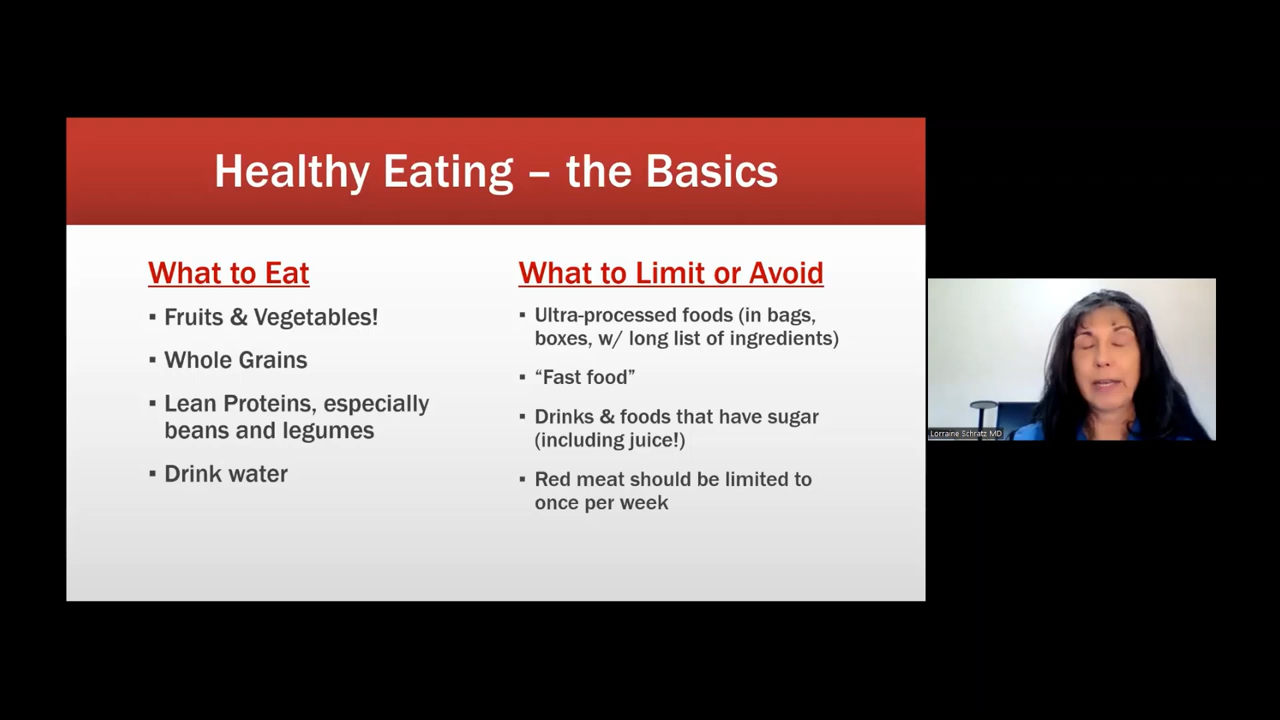 Healthy Eating – the Basics
What to Eat
▪ Fruits & Vegetables!
▪ Whole Grains
▪ Lean Proteins, especially
beans and legumes
▪ Drink water
What to Limit or Avoid
▪ Ultra-processed foods (in bags,
boxes, w/ long list of ingredients)
▪ “Fast food”
▪ Drinks & foods that have sugar
(including juice!)
▪ Red meat should be limited to
once per week
Lorraine Schratz MD